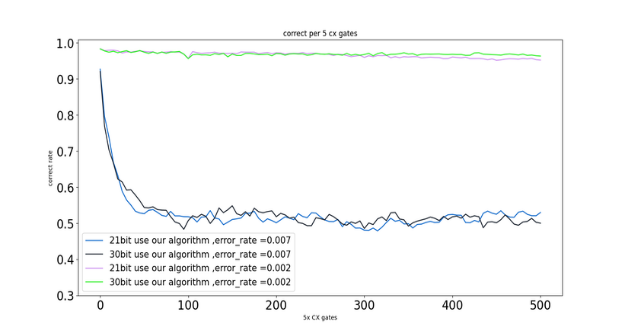 correct per 5 cx gates
correct rate
1.0
0.9
0.8
0.7
0.6
0.5
0.4
0.3
21bit use our algorithm ,error_rate =0.007
30bit use our algorithm ,error_rate =0.007
21bit use our algorithm ,error_rate =0.002
30bit use our algorithm ,error_rate =0.002
0 100 200 300 400 500
5x CX gates